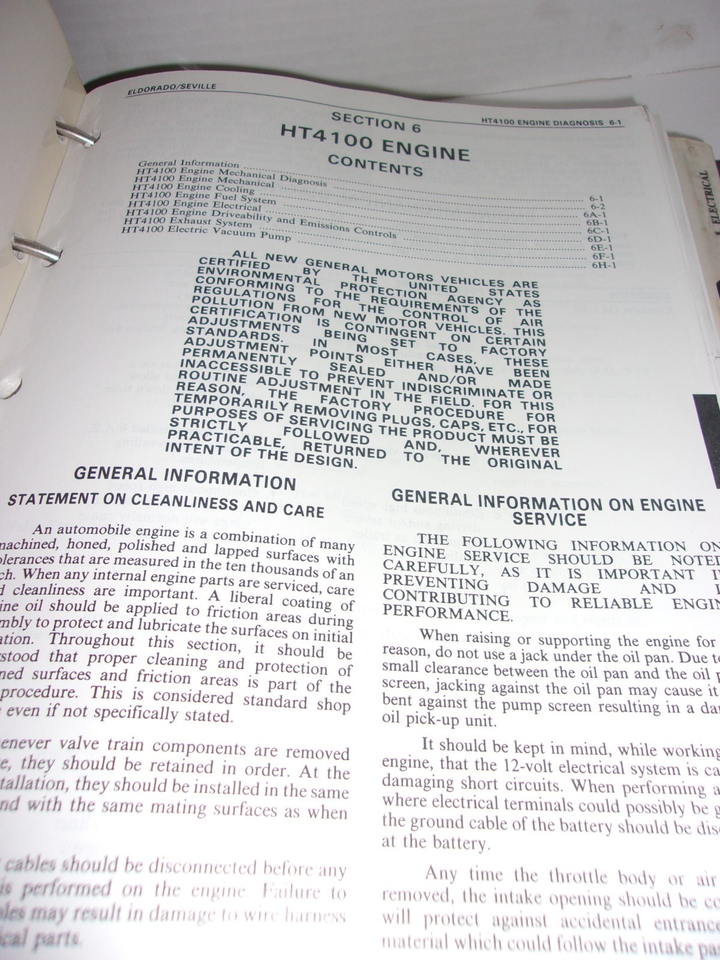 ELDORADO/SEVILLE
HT4100 ENGINE DIAGNOSIS 6-1
SECTION 6
HT4100 ENGINE
CONTENTS
General Information 6-1
HT4100 Engine Mechanical Diagnosis 6-2
HT4100 Engine Mechanical 6A-1
HT4100 Engine Cooling 6B-1
HT4100 Engine Fuel System 6C-1
HT4100 Engine Electrical 6D-1
HT4100 Engine Driveability and Emissions Controls 6E-1
HT4100 Exhaust System 6F-1
HT4100 Electric Vacuum Pump 6H-1
ALL NEW GENERAL MOTORS VEHICLES ARE
CERTIFIED BY THE UNITED STATES
ENVIRONMENTAL PROTECTION AGENCY AS
CONFORMING TO THE REQUIREMENTS OF THE
REGULATIONS FOR THE CONTROL OF AIR
POLLUTION FROM NEW MOTOR VEHICLES. THIS
CERTIFICATION IS CONTINGENT ON CERTAIN
ADJUSTMENTS BEING SET TO FACTORY
STANDARDS. IN MOST CASES, THESE
ADJUSTMENT POINTS EITHER HAVE BEEN
PERMANENTLY SEALED AND/OR MADE
INACCESSIBLE TO PREVENT INDISCRIMINATE OR
ROUTINE ADJUSTMENT IN THE FIELD. FOR THIS
REASON, THE FACTORY PROCEDURE FOR
TEMPORARILY REMOVING PLUGS, CAPS, ETC., FOR
PURPOSES OF SERVICING THE PRODUCT MUST BE
STRICTLY FOLLOWED AND, WHEREVER
PRACTICABLE, RETURNED TO THE ORIGINAL
INTENT OF THE DESIGN.
GENERAL INFORMATION
STATEMENT ON CLEANLINESS AND CARE
An automobile engine is a combination of many
machined, honed, polished and lapped surfaces with
olerances that are measured in the ten thousands of an
ch. When any internal engine parts are serviced, care
d cleanliness are important. A liberal coating of
ine oil should be applied to friction areas during
mbly to protect and lubricate the surfaces on initial
ation. Throughout this section, it should be
stood that proper cleaning and protection of
ned surfaces and friction areas is part of the
procedure. This is considered standard shop
even if not specifically stated.
enever valve train components are removed
e, they should be retained in order. At the
stallation, they should be installed in the same
nd with the same mating surfaces as when
cables should be disconnected before any
is performed on the engine. Failure to
les may result in damage to wire harness
ical parts.
GENERAL INFORMATION ON ENGINE
SERVICE
THE FOLLOWING INFORMATION ON
ENGINE SERVICE SHOULD BE NOTED
CAREFULLY, AS IT IS IMPORTANT I
PREVENTING DAMAGE AND I
CONTRIBUTING TO RELIABLE ENGIN
PERFORMANCE.
When raising or supporting the engine for
reason, do not use a jack under the oil pan. Due to
small clearance between the oil pan and the oil p
screen, jacking against the oil pan may cause it
bent against the pump screen resulting in a da
oil pick-up unit.
It should be kept in mind, while working
engine, that the 12-volt electrical system is ca
damaging short circuits. When performing a
where electrical terminals could possibly be g
the ground cable of the battery should be disc
at the battery.
Any time the throttle body or air
removed, the intake opening should be co
will protect against accidental entrance
material which could follow the intake pa
ELECTRICAL